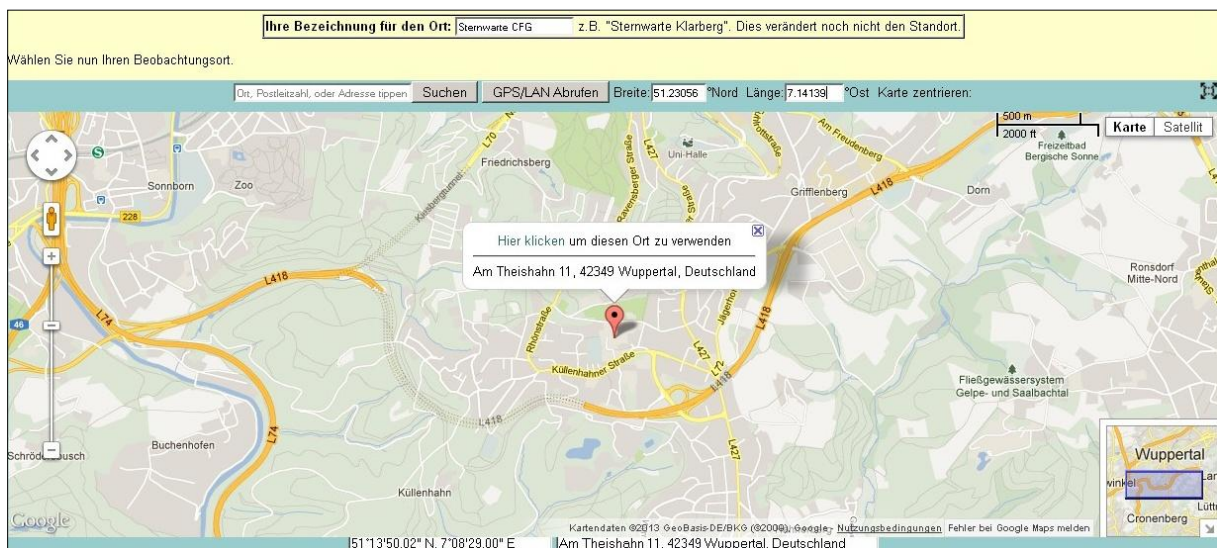 Ihre Bezeichnung für den Ort: Sternwarte CFG z.B. "Sternwarte Klarberg". Dies verändert noch nicht den Standort.
Wählen Sie nun Ihren Beobachtungsort.
Ort, Postleitzahl, oder Adresse tippen Suchen GPS/LAN Abrufen Breite: 51.23056 °Nord Länge: 7.14139 °Ost Karte zentrieren:
500 m
2000 ft
Karte Satellit
Freizeitbad
Bergische Sonne
L70
L427
Am Freudenberg
Uni-Halle
Friedrichsberg
Ravensberger Straße
Sonnborn
Zoo
Kiesbergtunnel
Grifflenberg
L418
Dorn
228
Hier klicken um diesen Ort zu verwenden
Am Theishahn 11, 42349 Wuppertal, Deutschland
Ronsdorf
Mitte-Nord
L418
L74
46
Rhönstraße
L418
L427
L72
Küllenhahner Straße
L418
Fließgewässersystem
Gelpe- und Saalbachtal
L418
L74
Buchenhofen
L427
Küllenhahn
Wuppertal
Cronenberg
Google
Kartendaten ©2013 GeoBasis-DE/BKG (©2009), Google - Nutzungsbedingungen Fehler bei Google Maps melden
51°13'50.02" N, 7°08'29.00" E Am Theishahn 11, 42349 Wuppertal, Deutschland